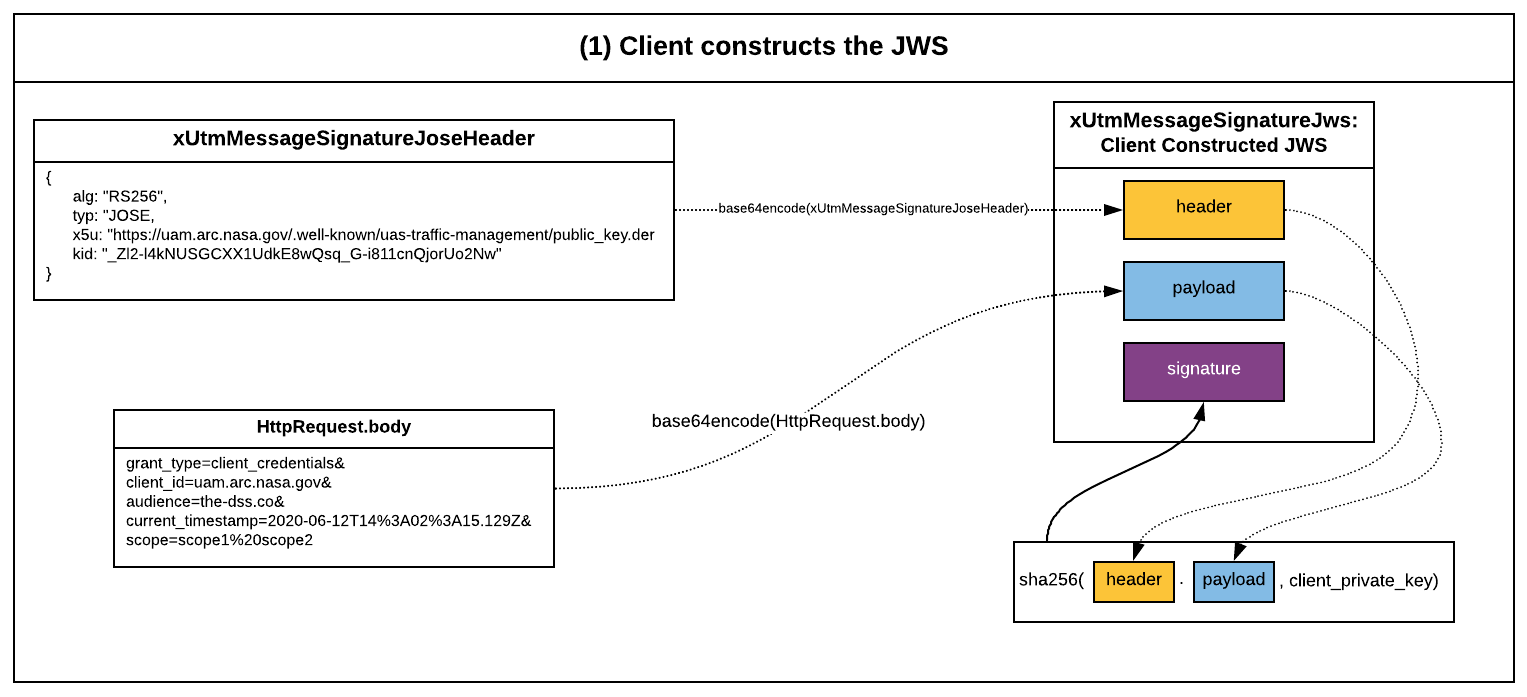 (1) Client constructs the JWS
xUtmMessageSignatureJoseHeader
{
alg: "RS256",
typ: "JOSE,
x5u: "https://uam.arc.nasa.gov/.well-known/uas-traffic-management/public_key.der
kid: "_Zl2-l4kNUSGCXX1UdkE8wQsq_G-i811cnQjorUo2Nw"
}
base64encode(xUtmMessageSignatureJoseHeader)
xUtmMessageSignatureJws:
Client Constructed JWS
header
payload
signature
base64encode(HttpRequest.body)
HttpRequest.body
grant_type=client_credentials&
client_id=uam.arc.nasa.gov&
audience=the-dss.co&
current_timestamp=2020-06-12T14%3A02%3A15.129Z&
scope=scope1%20scope2
sha256( header . payload , client_private_key)